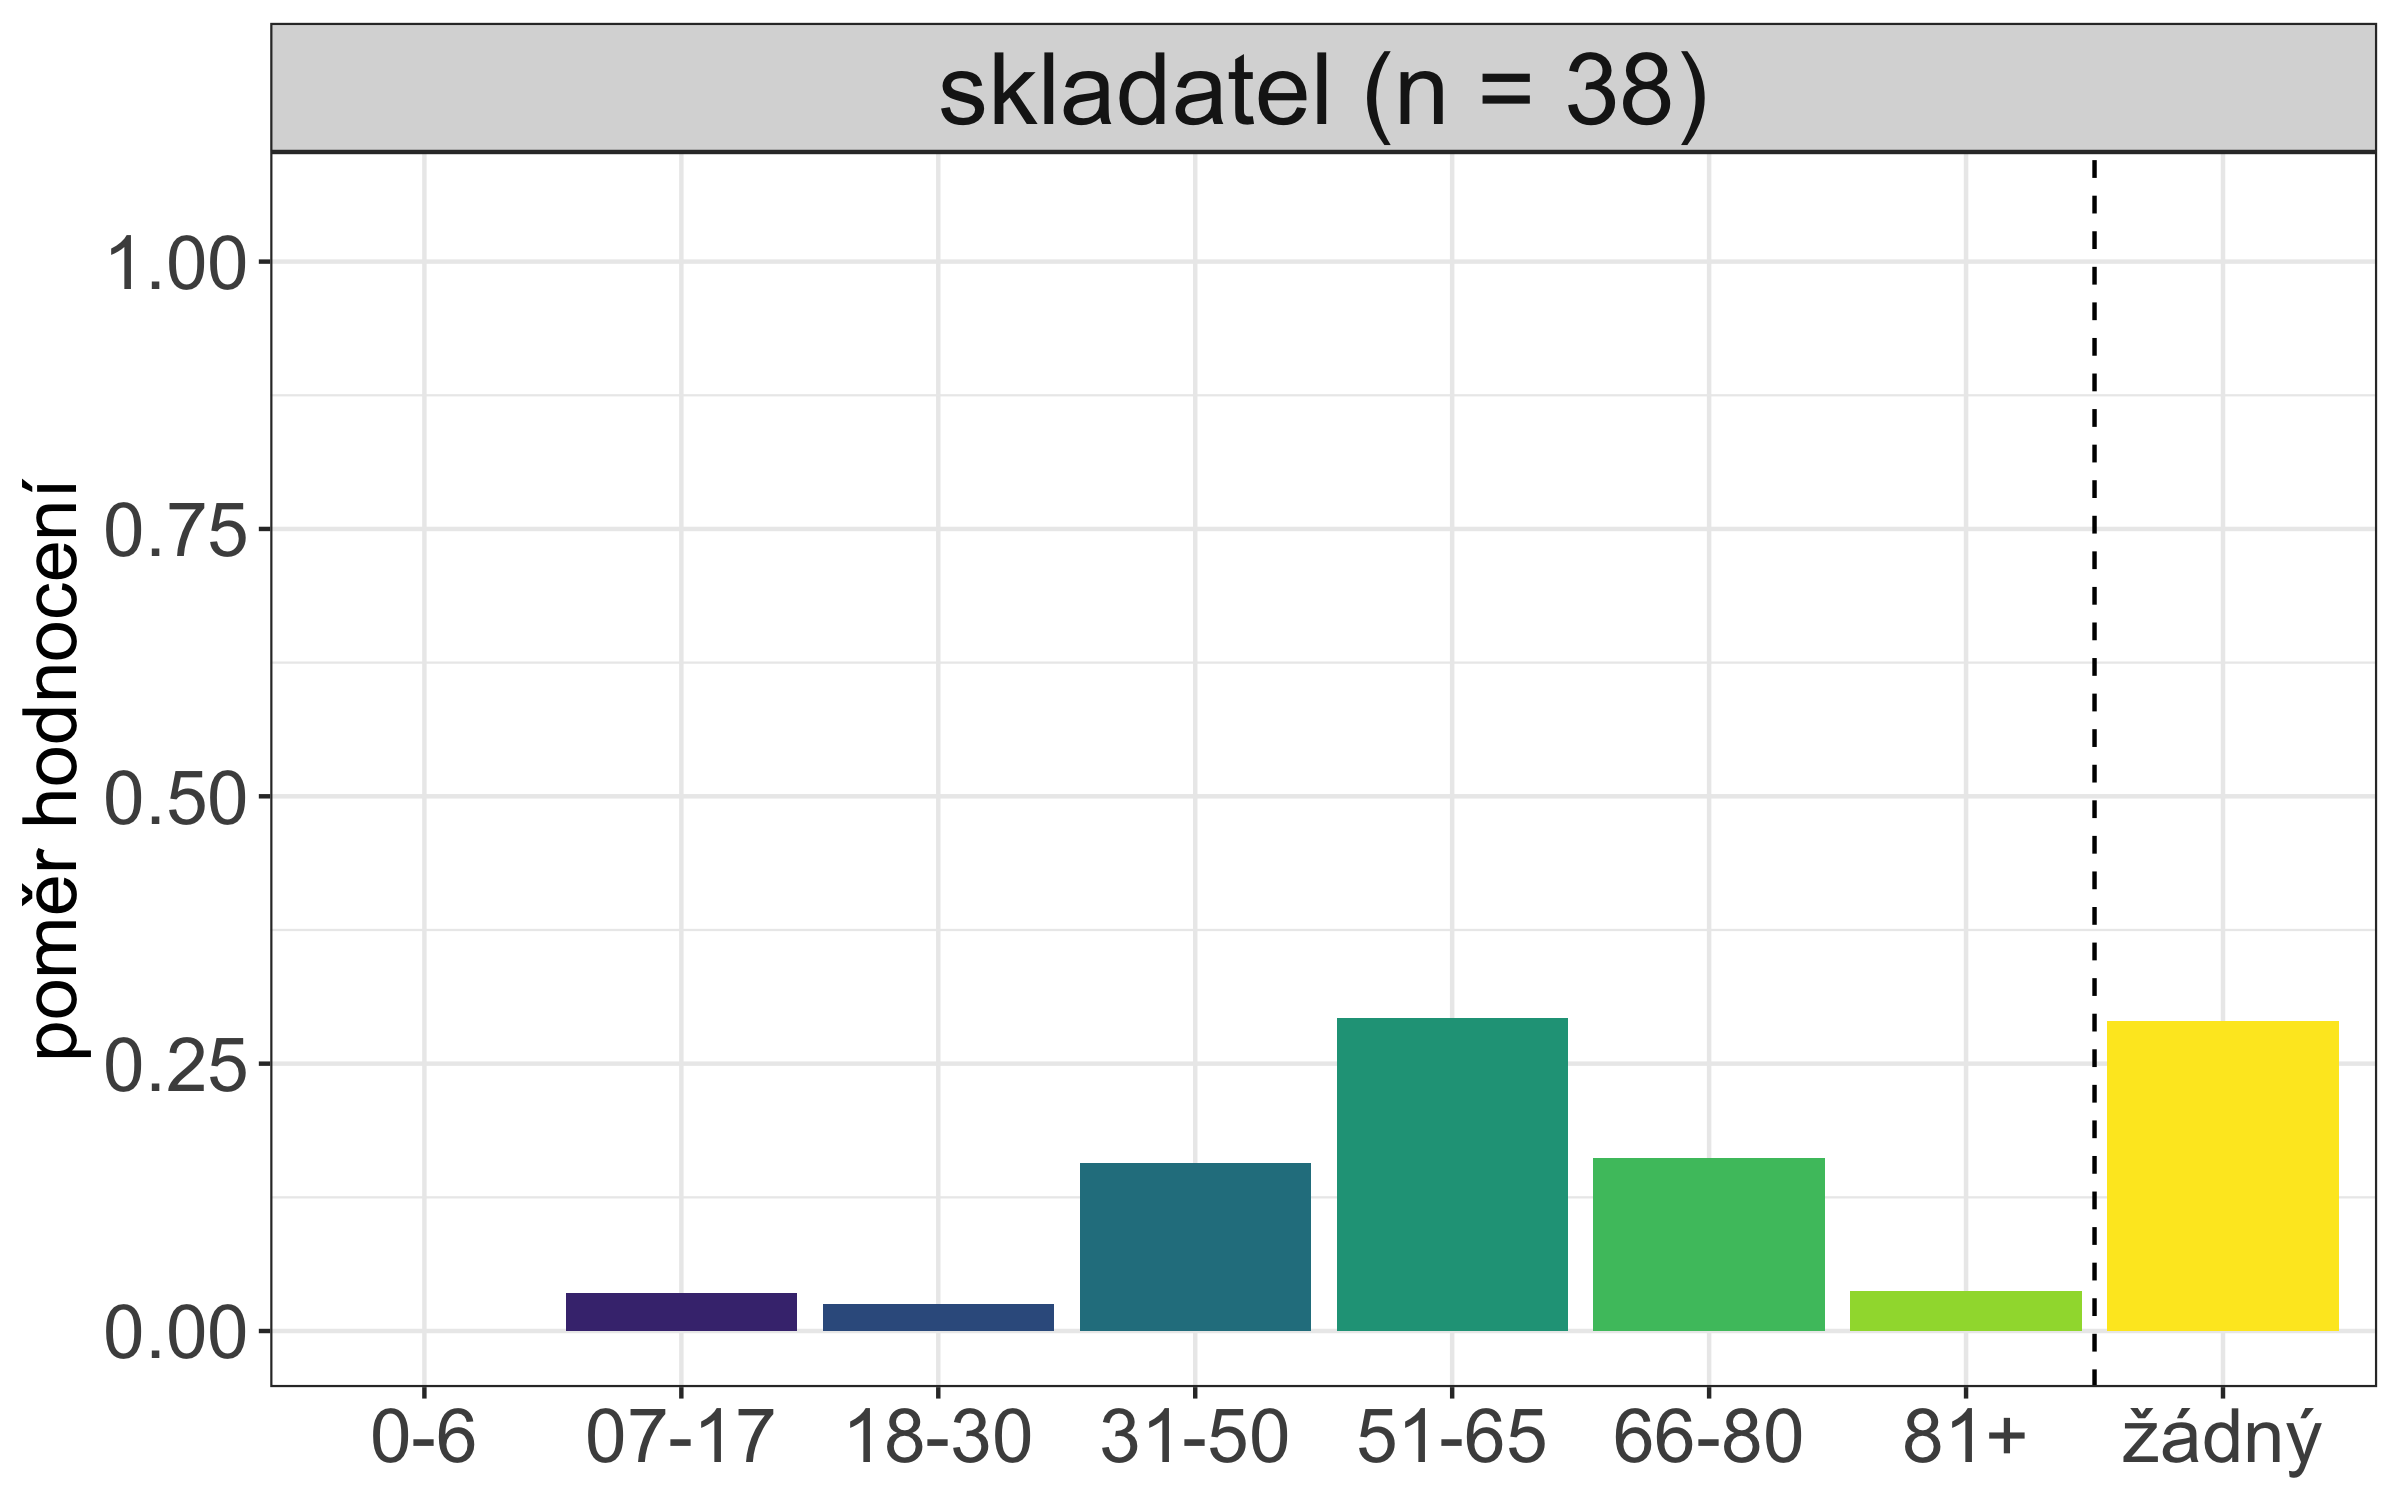 skladatel (n = 38)
poměr hodnocení
1.00
0.75
0.50
0.25
0.00
0-6 07-17 18-30 31-50 51-65 66-80 81+ žádný